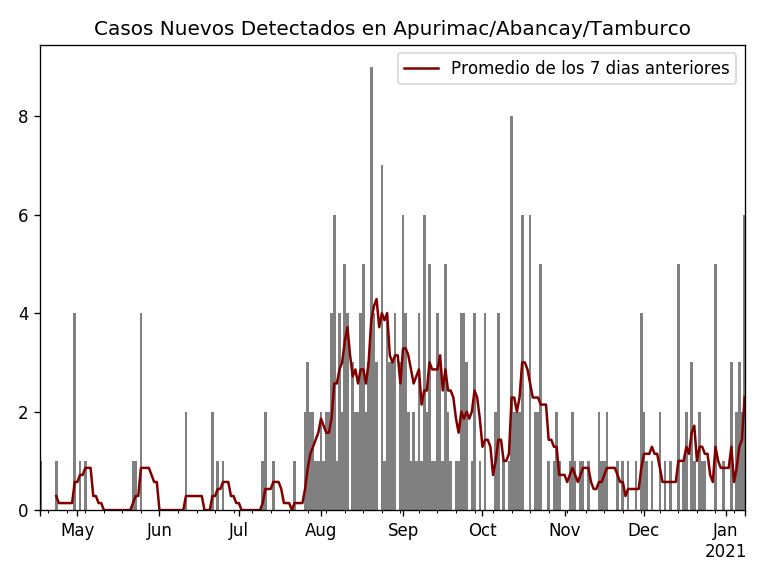 Casos Nuevos Detectados en Apurimac/Abancay/Tamburco
Promedio de los 7 dias anteriores
8
6
4
2
0
May Jun Jul Aug Sep Oct Nov Dec Jan
2021